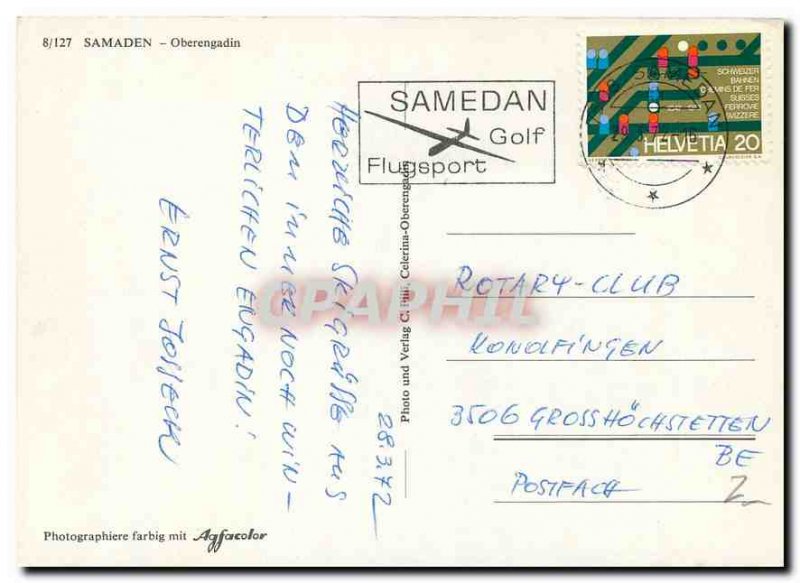 8/127 SAMADEN – Oberengadin
HERZLICHE SKIGRÜSSE AUS
DEM IMMER NOCH WIN-
TERLICHEN ENGADIN!
ERNST
28.3.72
Photographiere farbig mit Agfacolor
Photo und Verlag C. Filli, Celerina-Oberengadin
SAMEDAN
Golf
Flugsport
SCHWEIZER
BAHNEN
CHEMINS DE FER
SUISSES
FERROVIE
SVIZZERE
HELVETIA 20
ROTARY-CLUB
KONOLFINGEN
3506 GROSSHÖCHSTETTEN
BE
POSTFACH
CPAPHIL